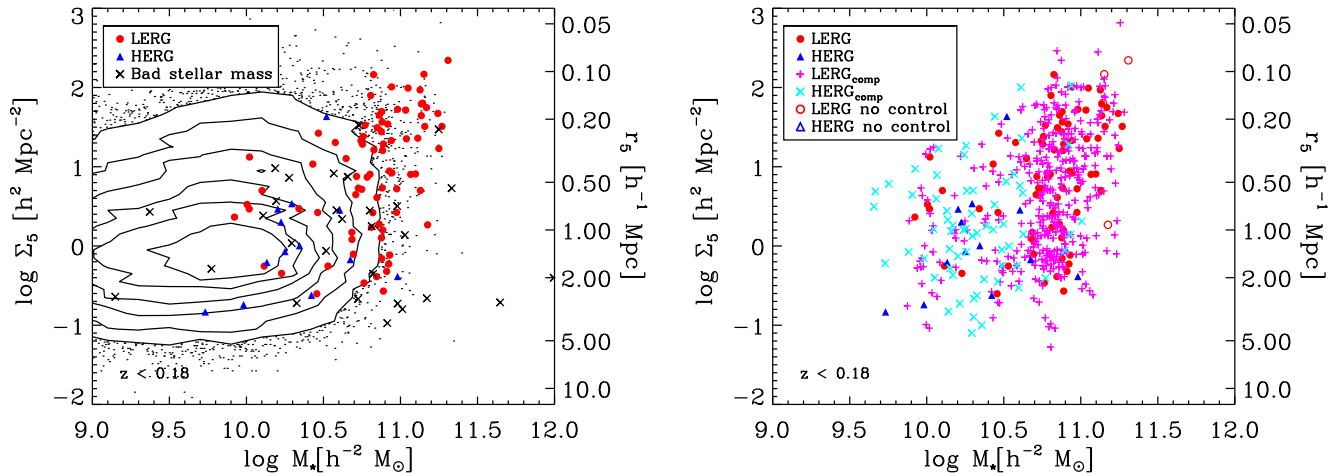 LERG
HERG
Bad stellar mass
3
2
1
0
−1
−2
log Σ₅ [h² Mpc⁻²]
0.05
0.10
0.20
0.50
1.00
2.00
5.00
10.0
r₅ [h⁻¹ Mpc]
z < 0.18
9.0 9.5 10.0 10.5 11.0 11.5 12.0
log M⋆[h⁻² M⊙]
LERG
HERG
LERGcomp
HERGcomp
LERG no control
HERG no control
3
2
1
0
−1
−2
log Σ₅ [h² Mpc⁻²]
0.05
0.10
0.20
0.50
1.00
2.00
5.00
10.0
r₅ [h⁻¹ Mpc]
z < 0.18
9.0 9.5 10.0 10.5 11.0 11.5 12.0
log M⋆[h⁻² M⊙]